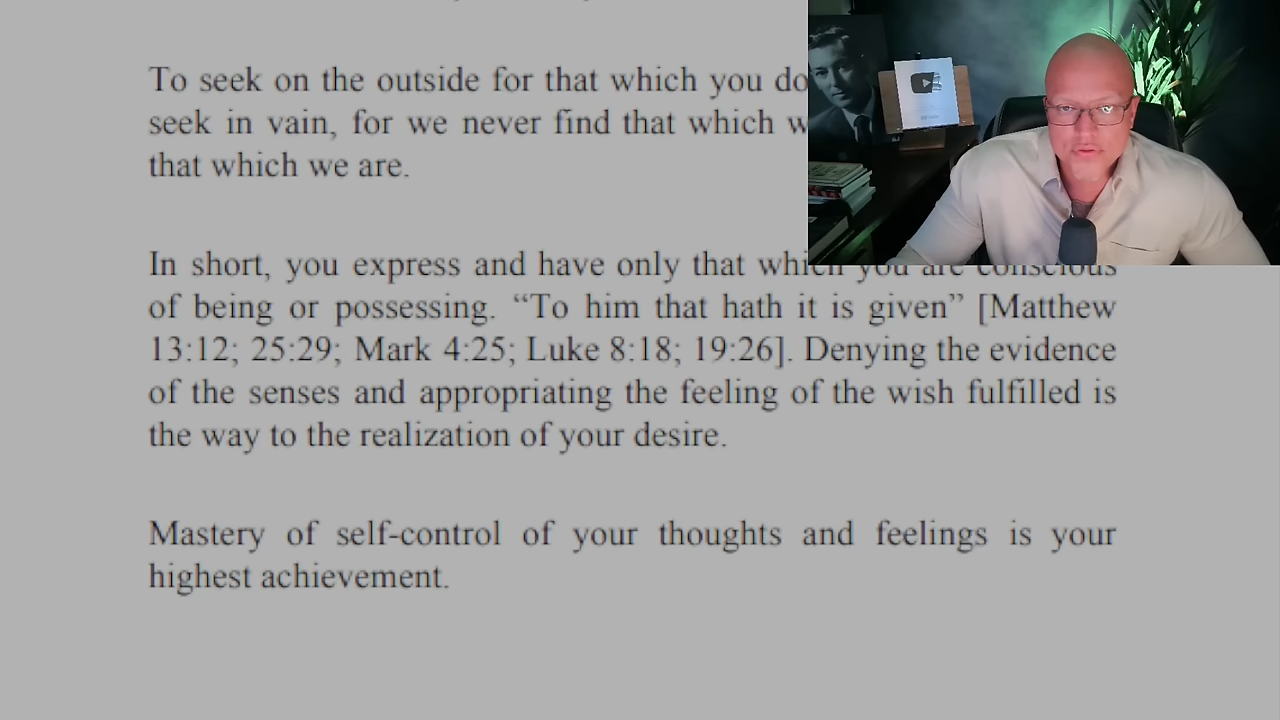 To seek on the outside for that which you do
seek in vain, for we never find that which
that which we are.
In short, you express and have only that which you are conscious
of being or possessing. “To him that hath it is given” [Matthew
13:12; 25:29; Mark 4:25; Luke 8:18; 19:26]. Denying the evidence
of the senses and appropriating the feeling of the wish fulfilled is
the way to the realization of your desire.
Mastery of self-control of your thoughts and feelings is your
highest achievement.